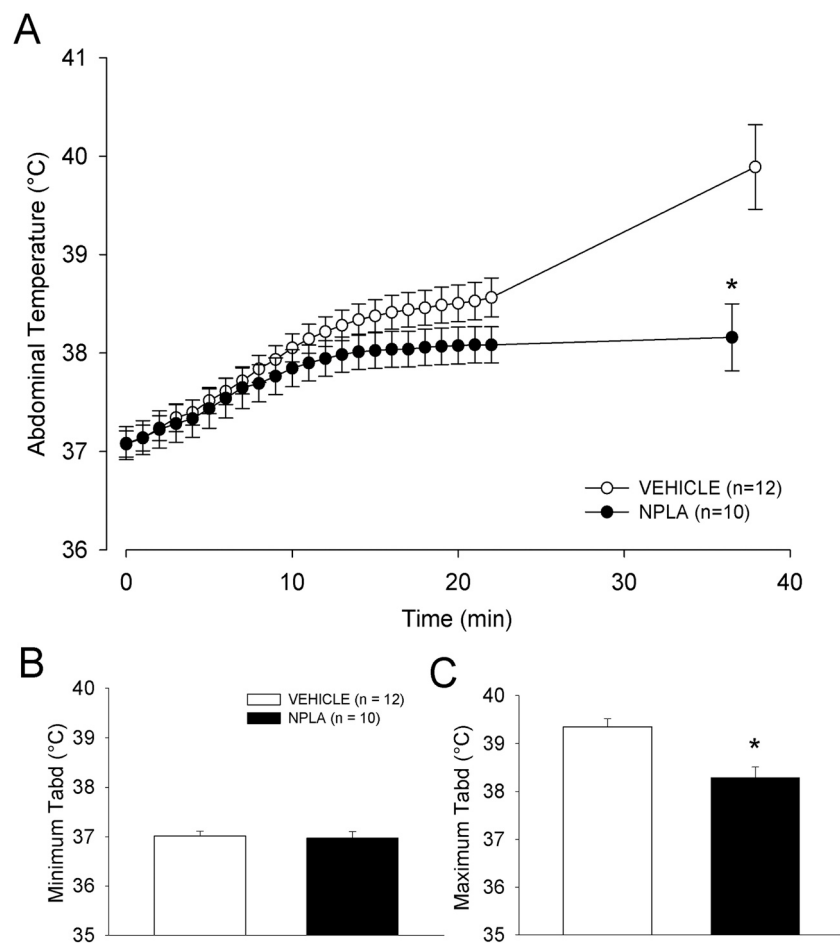 A
Abdominal Temperature (°C)
41
40
39
38
37
36
*
VEHICLE (n=12)
NPLA (n=10)
0 10 20 30 40
Time (min)
B
Minimum Tabd (°C)
40
39
38
37
36
35
VEHICLE (n = 12)
NPLA (n = 10)
C
Maximum Tabd (°C)
40
39
38
37
36
35
*